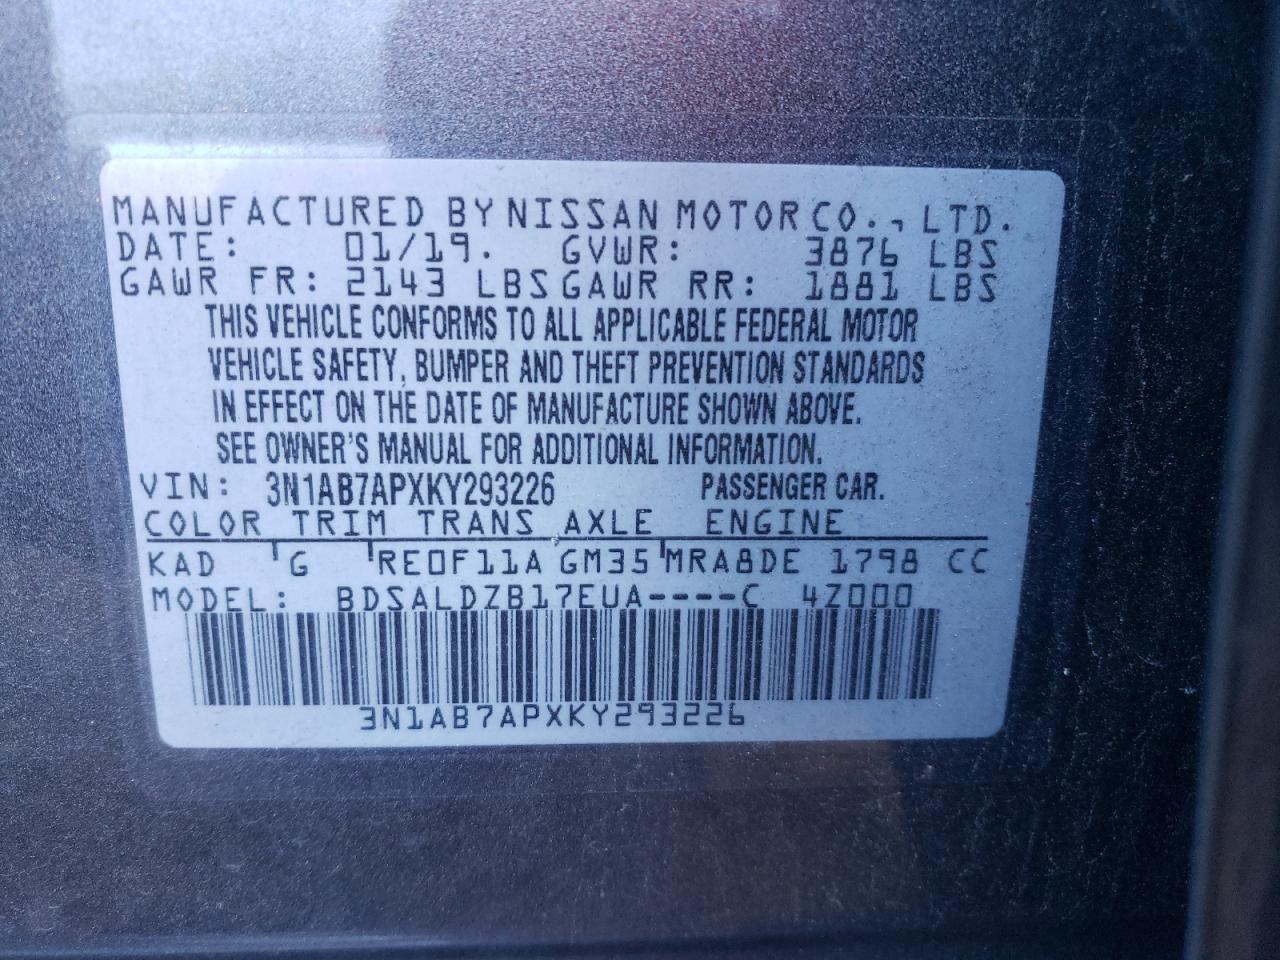 MANUFACTURED BY NISSAN MOTOR CO., LTD.
DATE: 01/19. GVWR: 3876 LBS
GAWR FR: 2143 LBS GAWR RR: 1881 LBS
THIS VEHICLE CONFORMS TO ALL APPLICABLE FEDERAL MOTOR
VEHICLE SAFETY, BUMPER AND THEFT PREVENTION STANDARDS
IN EFFECT ON THE DATE OF MANUFACTURE SHOWN ABOVE.
SEE OWNER'S MANUAL FOR ADDITIONAL INFORMATION.
VIN: 3N1AB7APXKY293226 PASSENGER CAR.
COLOR TRIM TRANS AXLE ENGINE
KAD G RE0F11A GM35 MRA8DE 1798 CC
MODEL: BDSALDZB17EUA----C 4Z000
3N1AB7APXKY293226